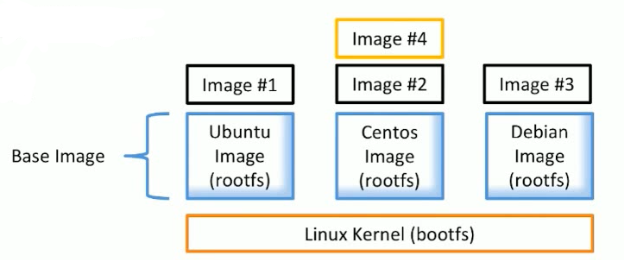 Image #4
Image #1
Image #2
Image #3
Base Image
Ubuntu
Image
(rootfs)
Centos
Image
(rootfs)
Debian
Image
(rootfs)
Linux Kernel (bootfs)